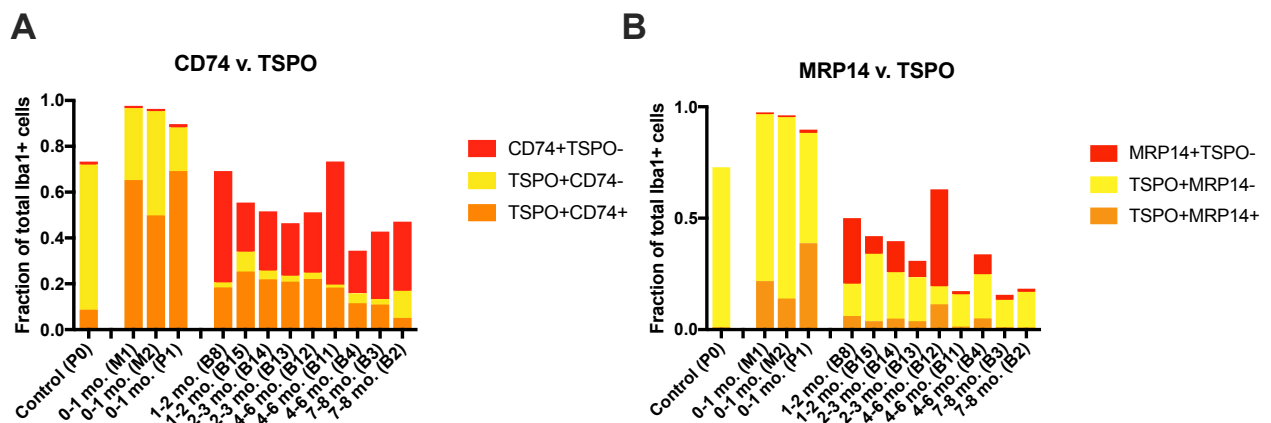 A
CD74 v. TSPO
Fraction of total Iba1+ cells
1.0
0.8
0.6
0.4
0.2
0.0
Control (P0)
0-1 mo. (M1)
0-1 mo. (M2)
0-1 mo. (P1)
1-2 mo. (B8)
1-2 mo. (B15)
2-3 mo. (B14)
2-3 mo. (B13)
4-6 mo. (B12)
4-6 mo. (B11)
4-6 mo. (B4)
7-8 mo. (B3)
7-8 mo. (B2)
CD74+TSPO-
TSPO+CD74-
TSPO+CD74+
B
MRP14 v. TSPO
Fraction of total Iba1+ cells
1.0
0.5
0.0
Control (P0)
0-1 mo. (M1)
0-1 mo. (M2)
0-1 mo. (P1)
1-2 mo. (B8)
1-2 mo. (B15)
2-3 mo. (B14)
2-3 mo. (B13)
4-6 mo. (B12)
4-6 mo. (B11)
4-6 mo. (B4)
7-8 mo. (B3)
7-8 mo. (B2)
MRP14+TSPO-
TSPO+MRP14-
TSPO+MRP14+